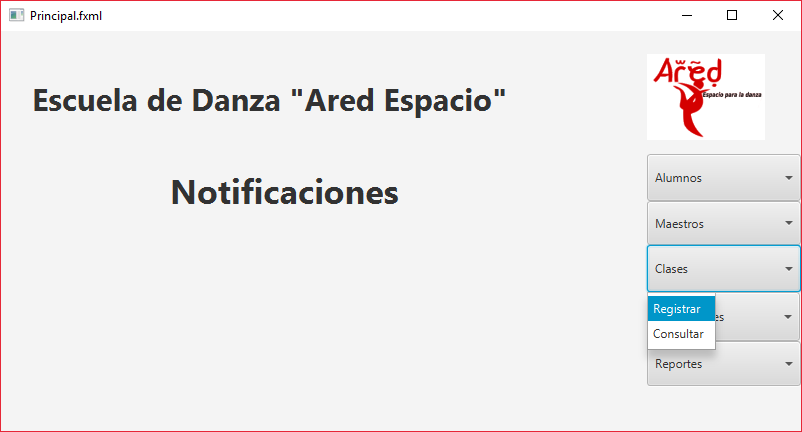 Principal.fxml
Escuela de Danza "Ared Espacio"
Ared
Espacio para la danza
Notificaciones
Alumnos
Maestros
Clases
Registrar
Consultar
Reportes